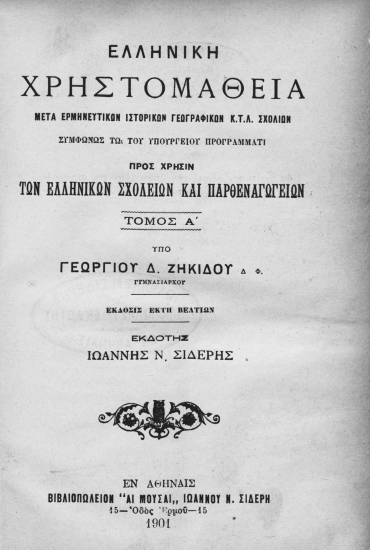 ΕΛΛΗΝΙΚΗ
ΧΡΗΣΤΟΜΑΘΕΙΑ
ΜΕΤΑ ΕΡΜΗΝΕΥΤΙΚΩΝ ΙΣΤΟΡΙΚΩΝ ΓΕΩΓΡΑΦΙΚΩΝ Κ.Τ.Λ. ΣΧΟΛΙΩΝ
ΣΥΜΦΩΝΩΣ ΤΩι ΤΟΥ ΥΠΟΥΡΓΕΙΟΥ ΠΡΟΓΡΑΜΜΑΤΙ
ΠΡΟΣ ΧΡΗΣΙΝ
ΤΩΝ ΕΛΛΗΝΙΚΩΝ ΣΧΟΛΕΙΩΝ ΚΑΙ ΠΑΡΘΕΝΑΓΩΓΕΙΩΝ
ΤΟΜΟΣ Α΄
ΥΠΟ
ΓΕΩΡΓΙΟΥ Δ. ΖΗΚΙΔΟΥ Δ. Φ.
ΓΥΜΝΑΣΙΑΡΧΟΥ
ΕΚΔΟΣΙΣ ΕΚΤΗ ΒΕΛΤΙΩΝ
ΕΚΔΟΤΗΣ
ΙΩΑΝΝΗΣ Ν. ΣΙΔΕΡΗΣ
ΕΝ ΑΘΗΝΑΙΣ
ΒΙΒΛΙΟΠΩΛΕΙΟΝ "ΑΙ ΜΟΥΣΑΙ,, ΙΩΑΝΝΟΥ Ν. ΣΙΔΕΡΗ
15—Ὁδὸς Ἑρμοῦ—15
1901